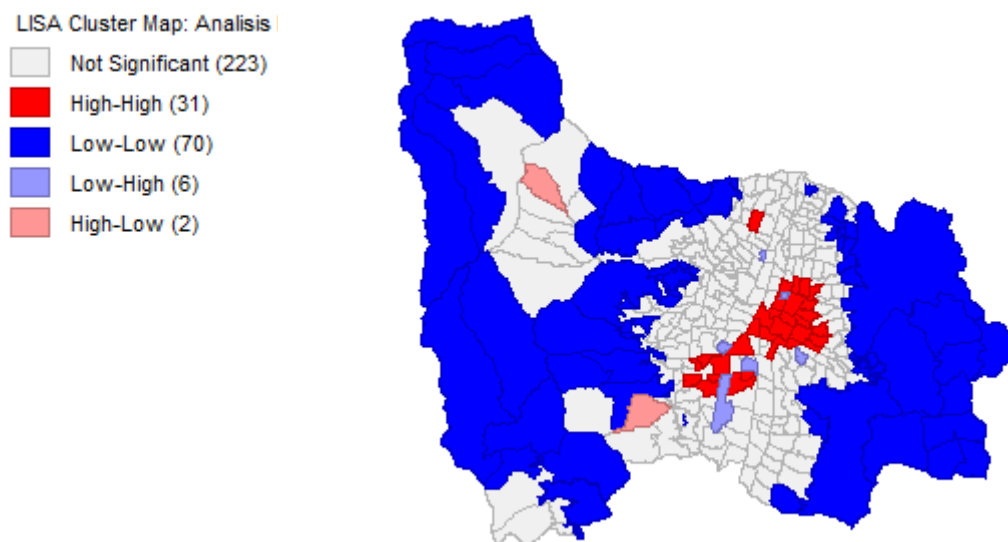 LISA Cluster Map: Analisis
Not Significant (223)
High-High (31)
Low-Low (70)
Low-High (6)
High-Low (2)